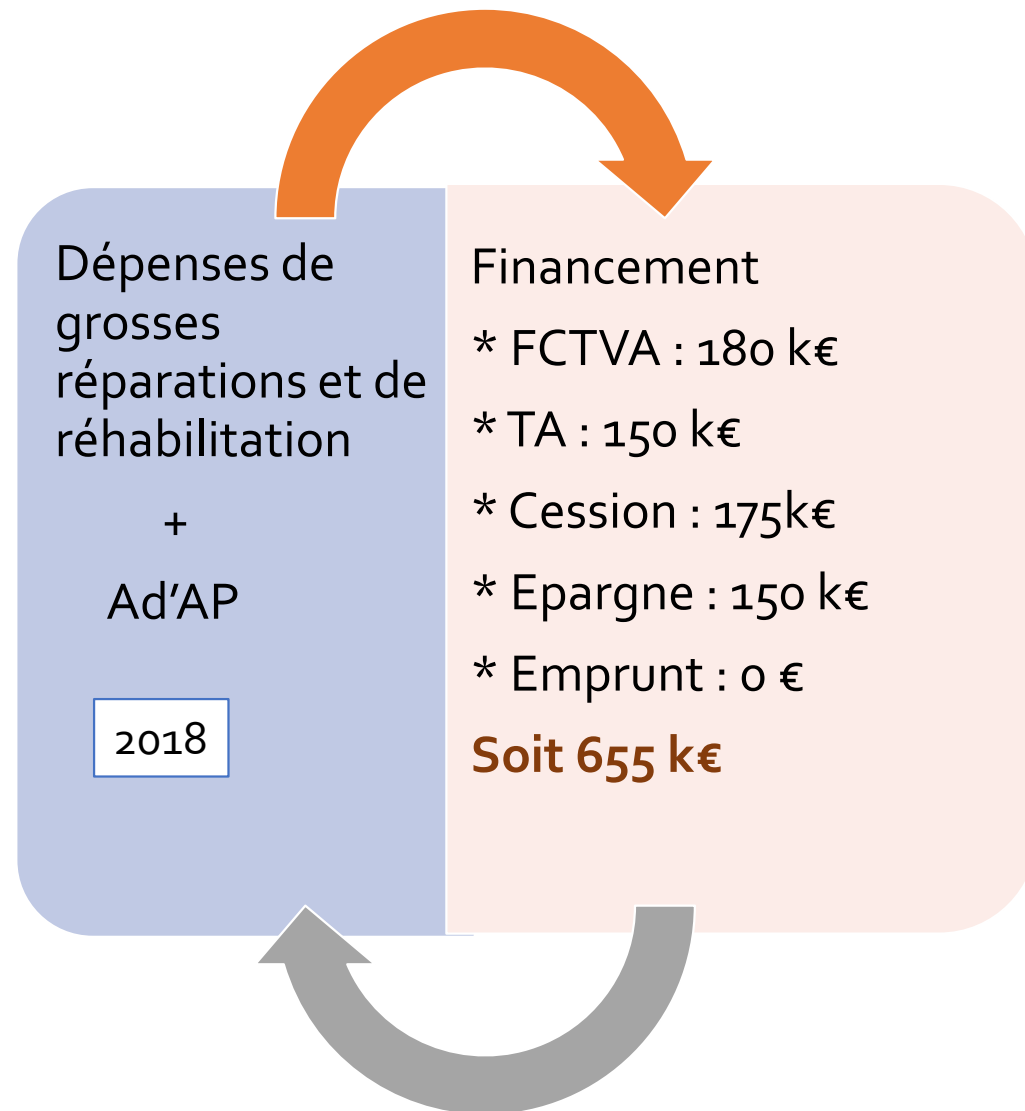 Dépenses de
grosses
réparations et de
réhabilitation
+
Ad’AP
2018
Financement
* FCTVA : 180 k€
* TA : 150 k€
* Cession : 175k€
* Epargne : 150 k€
* Emprunt : 0 €
Soit 655 k€